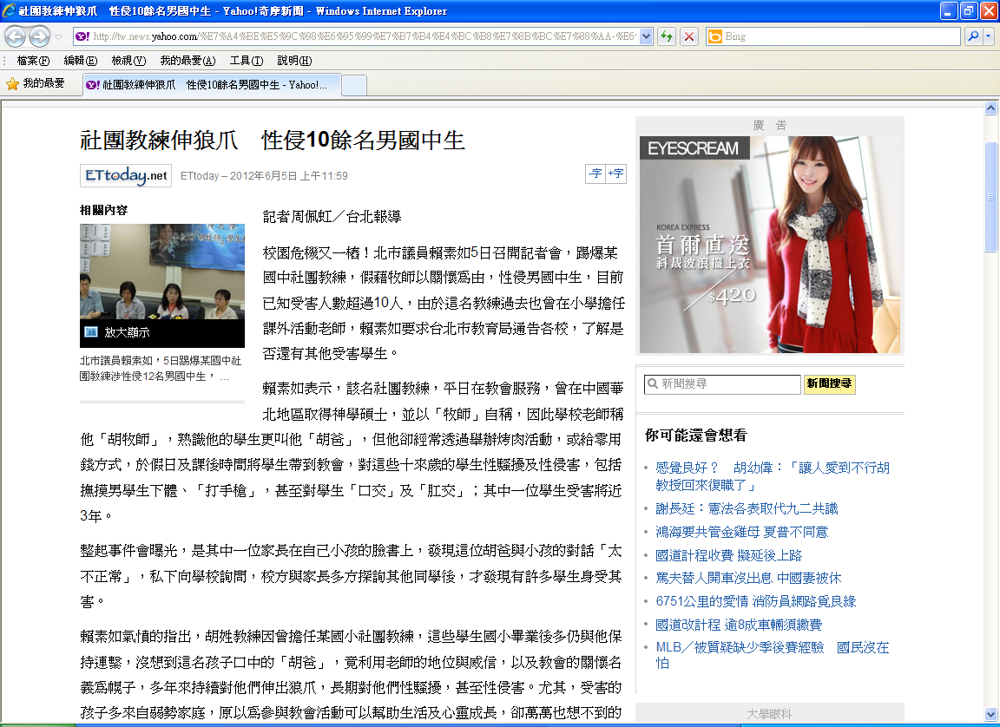 社團教練伸狼爪　性侵10餘名男國中生 - Yahoo!奇摩新聞 - Windows Internet Explorer
Bing
檔案(F) 編輯(E) 檢視(V) 我的最愛(A) 工具(T) 說明(H)
我的最愛 社團教練伸狼爪　性侵10餘名男國中生 - Yahoo!...
社團教練伸狼爪　性侵10餘名男國中生
ETtoday.net ETtoday – 2012年6月5日 上午11:59
-字 +字
相關內容
放大顯示
北市議員賴素如，5日踢爆某國中社
團教練涉性侵12名男國中生， ...
記者周佩虹／台北報導
校園危機又一樁！北市議員賴素如5日召開記者會，踢爆某
國中社團教練，假藉牧師以關懷為由，性侵男國中生，目前
已知受害人數超過10人，由於這名教練過去也曾在小學擔任
課外活動老師，賴素如要求台北市教育局通告各校，了解是
否還有其他受害學生。
賴素如表示，該名社團教練，平日在教會服務，曾在中國華
北地區取得神學碩士，並以「牧師」自稱，因此學校老師稱
他「胡牧師」，熟識他的學生更叫他「胡爸」，但他卻經常透過舉辦烤肉活動，或給零用
錢方式，於假日及課後時間將學生帶到教會，對這些十來歲的學生性騷擾及性侵害，包括
撫摸男學生下體、「打手槍」，甚至對學生「口交」及「肛交」；其中一位學生受害將近
3年。
整起事件會曝光，是其中一位家長在自己小孩的臉書上，發現這位胡爸與小孩的對話「太
不正常」，私下向學校詢問，校方與家長多方探詢其他同學後，才發現有許多學生身受其
害。
賴素如氣憤的指出，胡姓教練因曾擔任某國小社團教練，這些學生國小畢業後多仍與他保
持連繫，沒想到這名孩子口中的「胡爸」，竟利用老師的地位與威信，以及教會的關懷名
義為幌子，多年來持續對他們伸出狼爪，長期對他們性騷擾，甚至性侵害。尤其，受害的
孩子多來自弱勢家庭，原以為參與教會活動可以幫助生活及心靈成長，卻萬萬也想不到的
廣　告
EYESCREAM
KOREA EXPRESS
首爾直送
斜裁波浪擺上衣
$420
新聞搜尋 新聞搜尋
你可能還會想看
感覺良好？　胡幼偉：「讓人愛到不行胡
教授回來復職了」
謝長廷：憲法各表取代九二共識
鴻海要共管金雞母 夏普不同意
國道計程收費 擬延後上路
罵夫替人開車沒出息 中國妻被休
6751公里的愛情 消防員網路覓良緣
國道改計程 逾8成車輛須繳費
MLB／被質疑缺少季後賽經驗　國民沒在
怕
大學眼科